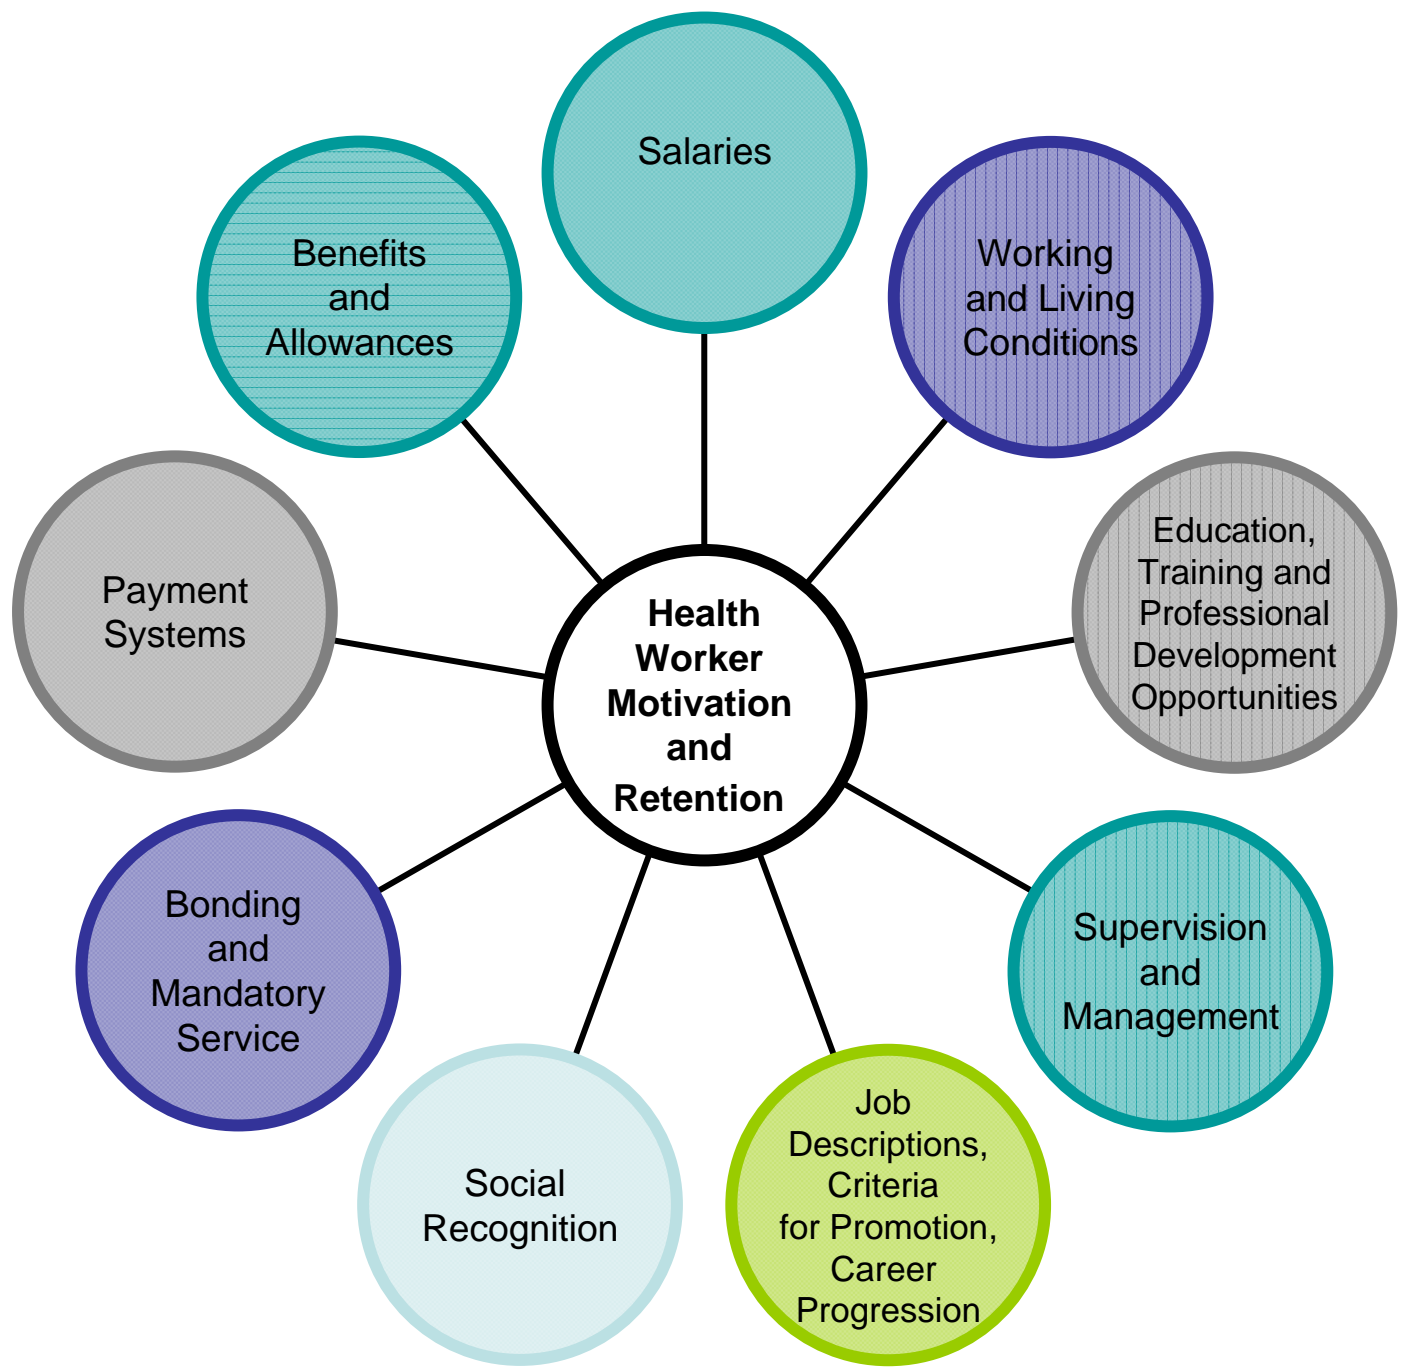 Salaries
Working
and Living
Conditions
Education,
Training and
Professional
Development
Opportunities
Supervision
and
Management
Job
Descriptions,
Criteria
for Promotion,
Career
Progression
Social
Recognition
Bonding
and
Mandatory
Service
Payment
Systems
Benefits
and
Allowances
Health
Worker
Motivation
and
Retention